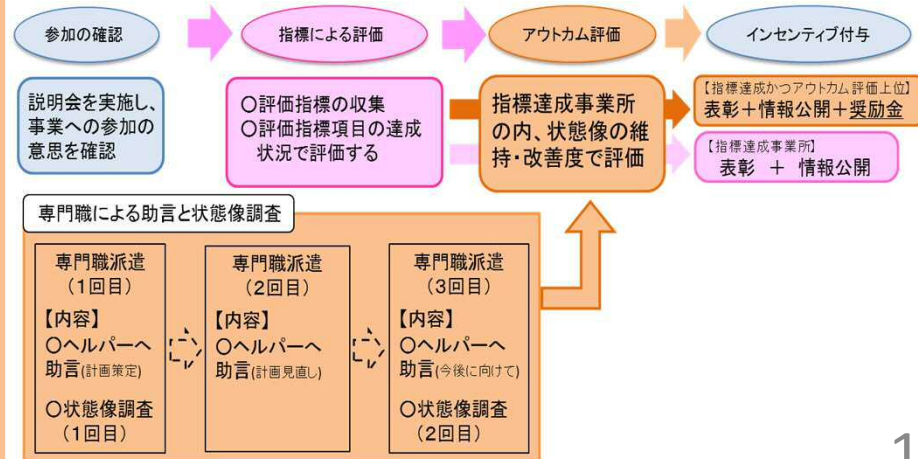 参加の確認
指標による評価
アウトカム評価
インセンティブ付与
説明会を実施し、
事業への参加の
意思を確認
〇評価指標の収集
〇評価指標項目の達成
状況で評価する
指標達成事業所
の内、状態像の維
持・改善度で評価
【指標達成かつアウトカム評価上位】
表彰+情報公開+奨励金
【指標達成事業所】
表彰 + 情報公開
専門職による助言と状態像調査
専門職派遣
(1回目)
【内容】
〇ヘルパーへ
助言(計画策定)
〇状態像調査
(1回目)
専門職派遣
(2回目)
【内容】
〇ヘルパーへ
助言(計画見直し)
専門職派遣
(3回目)
【内容】
〇ヘルパーへ
助言(今後に向けて)
〇状態像調査
(2回目)
1